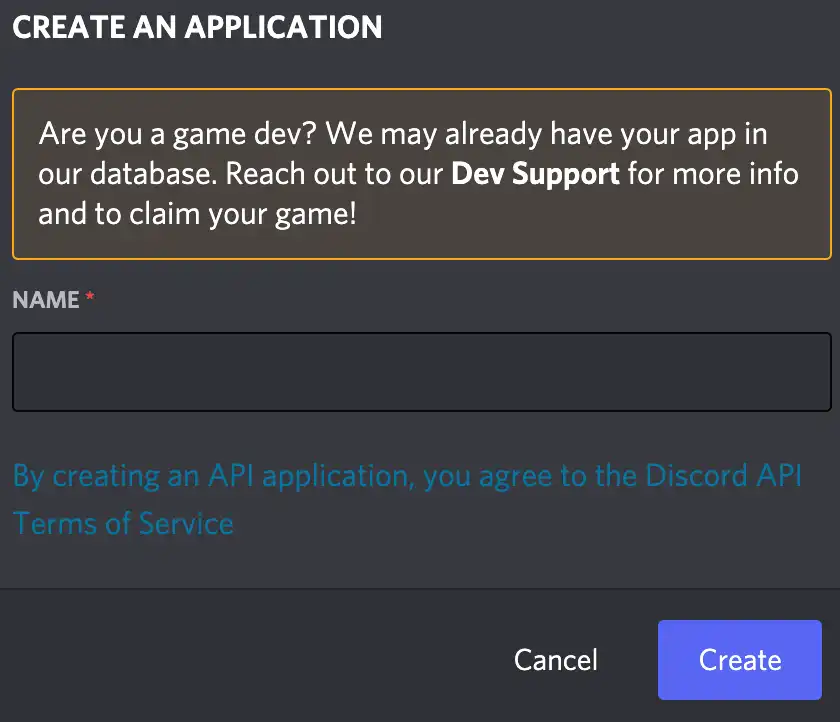 CREATE AN APPLICATION
Are you a game dev? We may already have your app in
our database. Reach out to our Dev Support for more info
and to claim your game!
NAME *
By creating an API application, you agree to the Discord API
Terms of Service
Cancel
Create